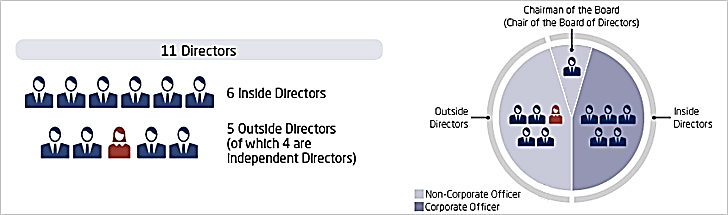 11 Directors
6 Inside Directors
5 Outside Directors
(of which 4 are
Independent Directors)
Chairman of the Board
(Chair of the Board of Directors)
Outside
Directors
Inside
Directors
Non-Corporate Officer
Corporate Officer